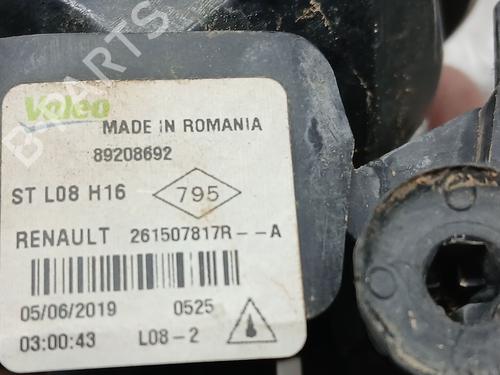 Valeo
MADE IN ROMANIA
89208692
ST L08 H16
795
RENAULT 261507817R--A
05/06/2019 0525
03:00:43 L08-2